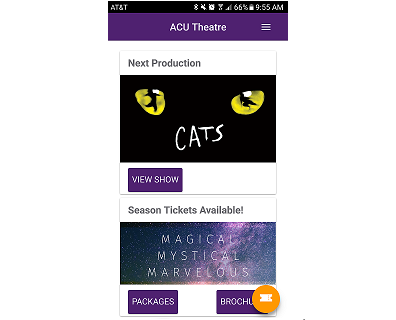 AT&T 66% 9:55 AM
ACU Theatre
Next Production
CATS
VIEW SHOW
Season Tickets Available!
MAGICAL
MYSTICAL
MARVELOUS
PACKAGES BROCHU